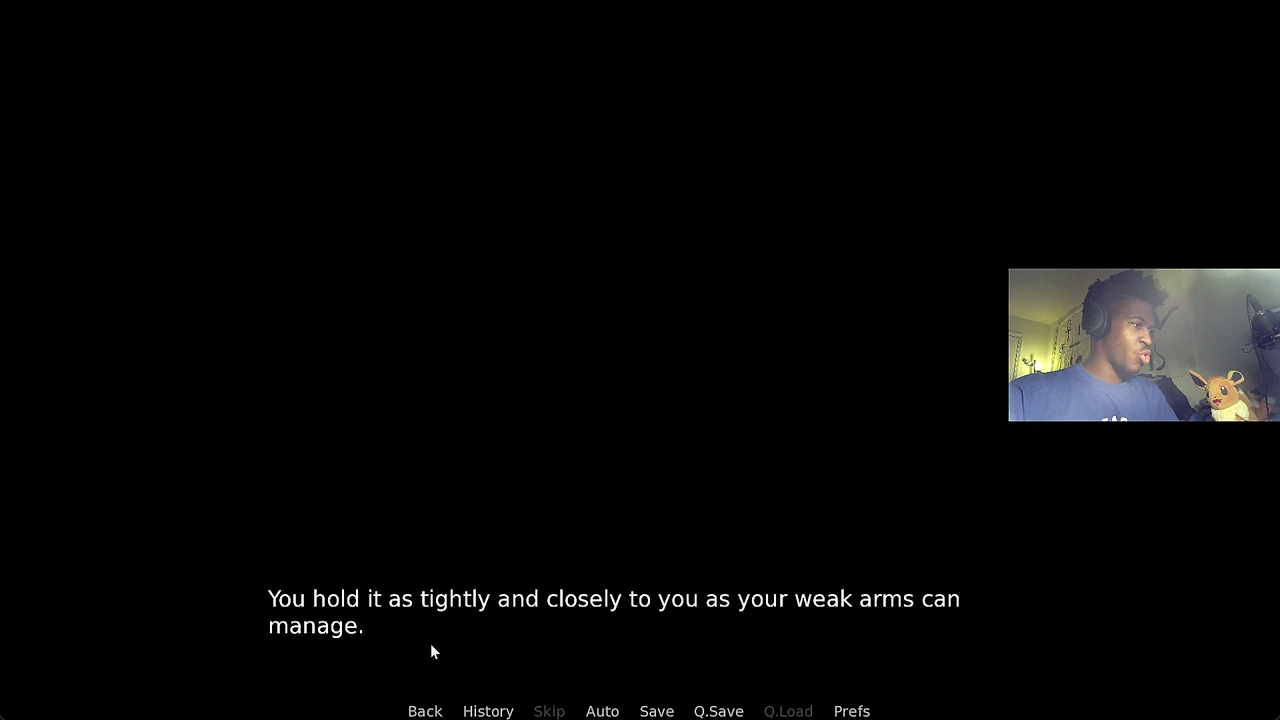 You hold it as tightly and closely to you as your weak arms can
manage.
Back History Skip Auto Save Q.Save Q.Load Prefs